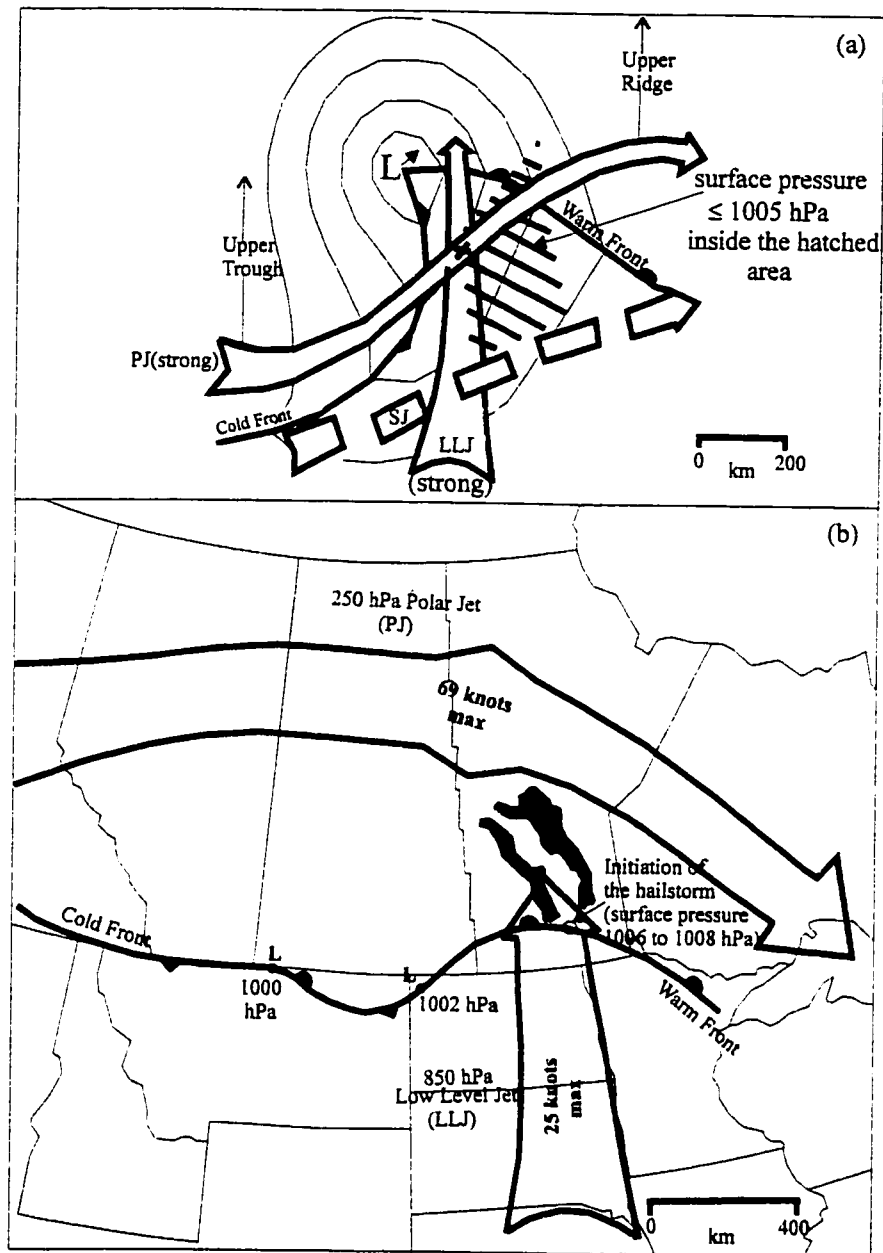 (a)
Upper
Ridge
L
surface pressure
≤ 1005 hPa
inside the hatched
area
Upper
Trough
Warm Front
PJ(strong)
Cold Front
SJ
LLJ
(strong)
0 200
km
(b)
250 hPa Polar Jet
(PJ)
69 knots
max
Initiation of
the hailstorm
(surface pressure
1006 to 1008 hPa)
Cold Front
L
1000
hPa
L
1002 hPa
Warm Front
850 hPa
Low Level Jet
(LLJ)
25 knots
max
0 400
km